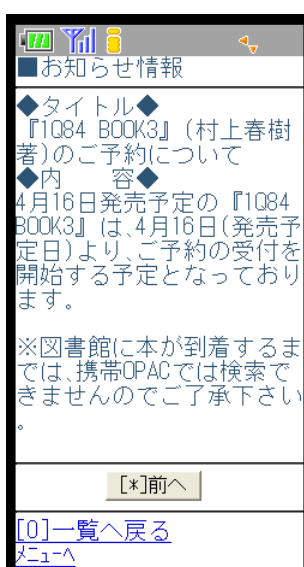 ■お知らせ情報
◆タイトル◆
『1Q84 BOOK3』(村上春樹
著)のご予約について
◆内　　容◆
4月16日発売予定の『1Q84
BOOK3』は、4月16日(発売予
定日)より、ご予約の受付を
開始する予定となっており
ます。
※図書館に本が到着するま
では、携帯OPACでは検索で
きませんのでご了承下さい
。
[*]前へ
[0]一覧へ戻る
ﾒﾆｭｰへ